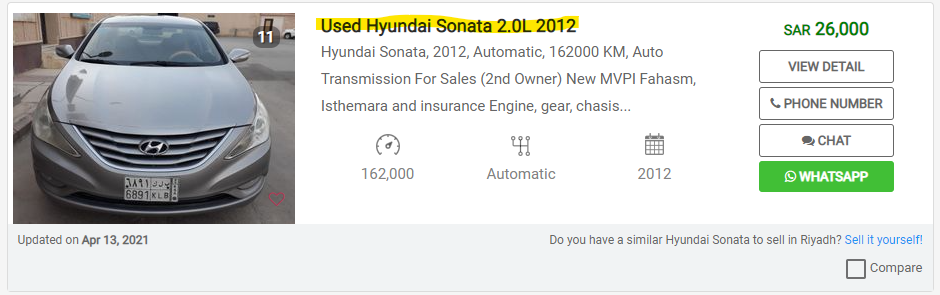 11
Used Hyundai Sonata 2.0L 2012
Hyundai Sonata, 2012, Automatic, 162000 KM, Auto
Transmission For Sales (2nd Owner) New MVPI Fahasm,
Isthemara and insurance Engine, gear, chasis...
162,000 Automatic 2012
SAR 26,000
VIEW DETAIL
PHONE NUMBER
CHAT
WHATSAPP
6891 KLB
Updated on Apr 13, 2021
Do you have a similar Hyundai Sonata to sell in Riyadh? Sell it yourself!
Compare